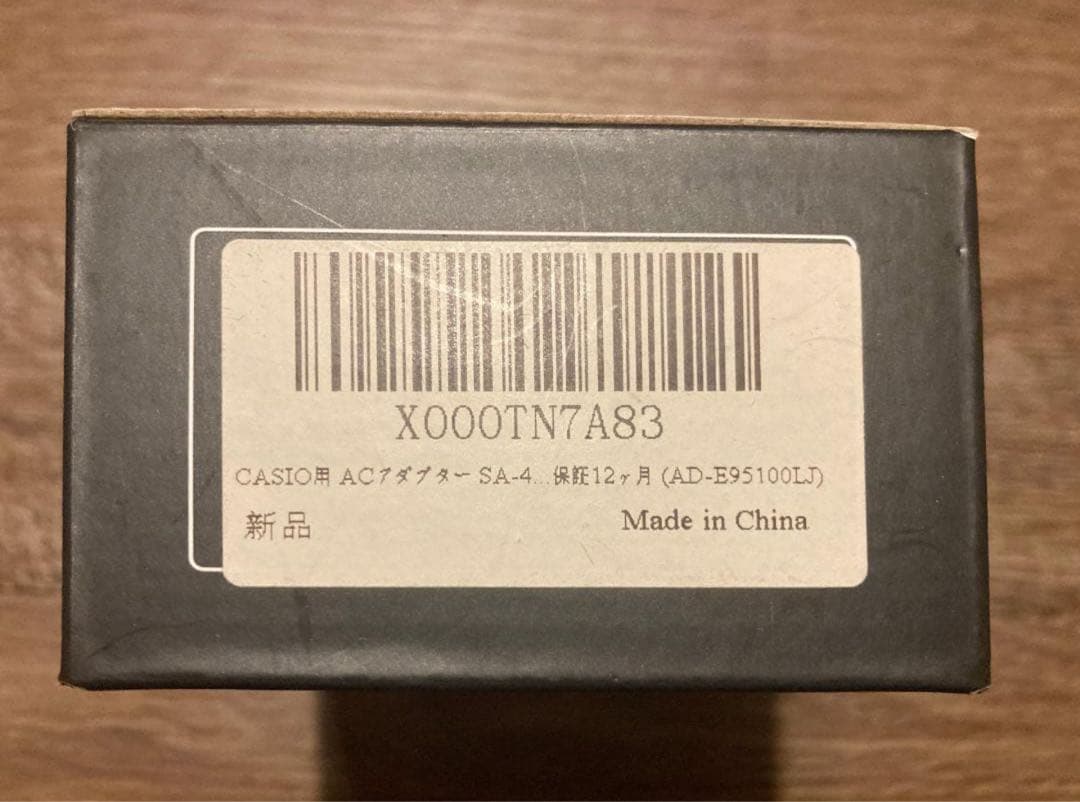 X000TN7A83
CASIO用 ACアダプター SA-4...保証12ヶ月 (AD-E95100LJ)
新品
Made in China